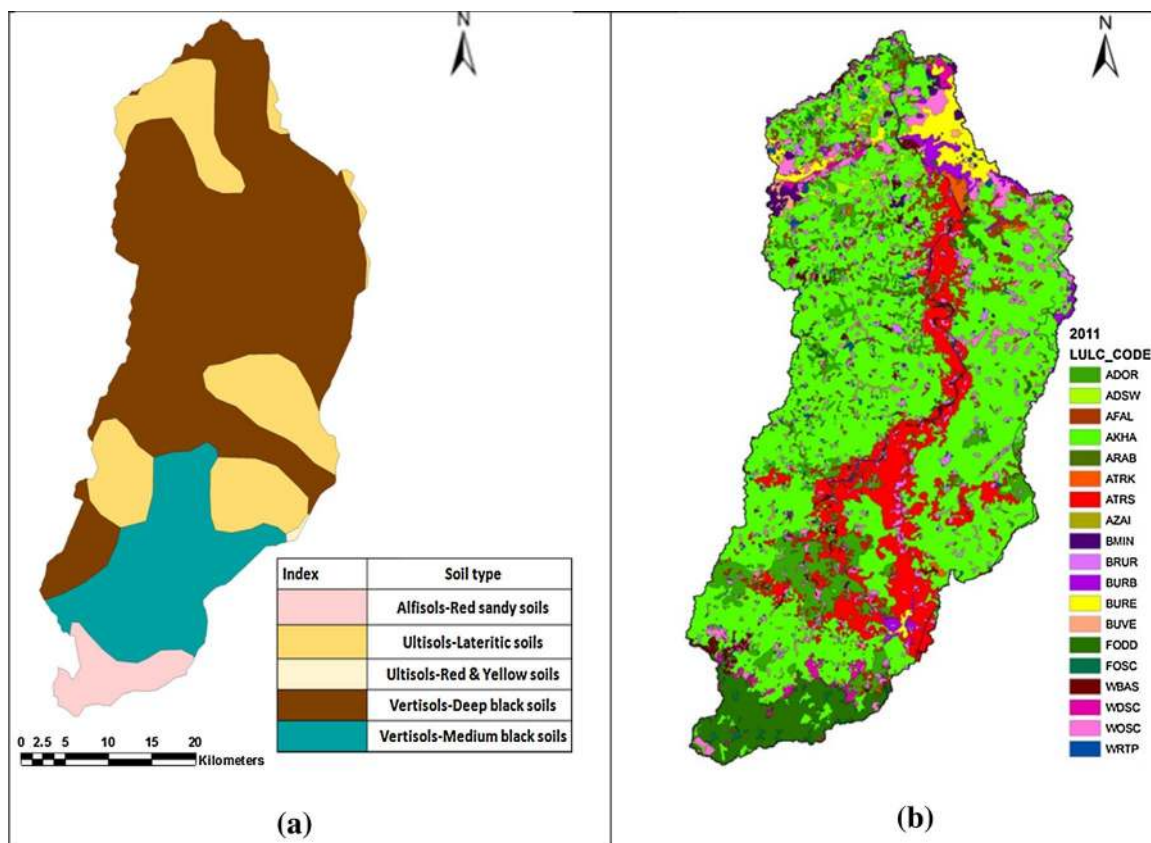 N
Index Soil type
Alfisols-Red sandy soils
Ultisols-Lateritic soils
Ultisols-Red & Yellow soils
Vertisols-Deep black soils
Vertisols-Medium black soils
0 2.5 5 10 15 20
Kilometers
(a)
N
2011
LULC_CODE
ADOR
ADSW
AFAL
AKHA
ARAB
ATRK
ATRS
AZAI
BMIN
BRUR
BURB
BURE
BUVE
FODD
FOSC
WBAS
WDSC
WOSC
WRTP
(b)